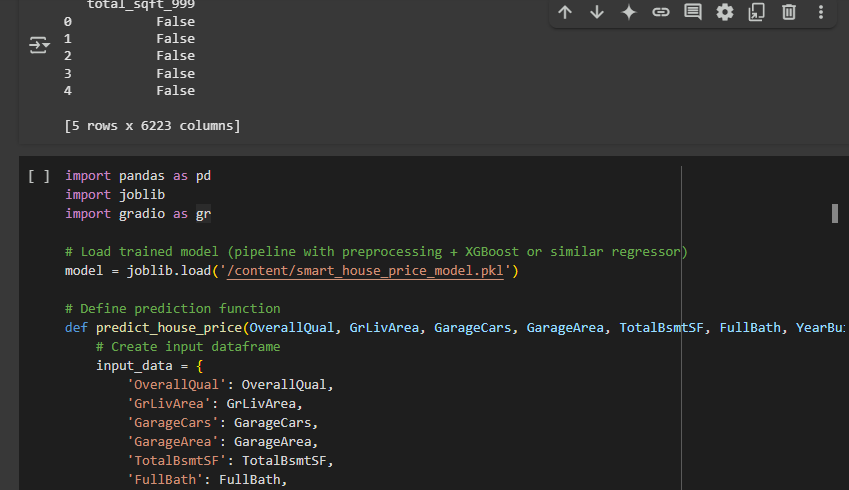 total_sqft_999
0 False
1 False
2 False
3 False
4 False
[5 rows x 6223 columns]
[ ] import pandas as pd
import joblib
import gradio as gr
# Load trained model (pipeline with preprocessing + XGBoost or similar regressor)
model = joblib.load('/content/smart_house_price_model.pkl')
# Define prediction function
def predict_house_price(OverallQual, GrLivArea, GarageCars, GarageArea, TotalBsmtSF, FullBath, YearBui
# Create input dataframe
input_data = {
'OverallQual': OverallQual,
'GrLivArea': GrLivArea,
'GarageCars': GarageCars,
'GarageArea': GarageArea,
'TotalBsmtSF': TotalBsmtSF,
'FullBath': FullBath,